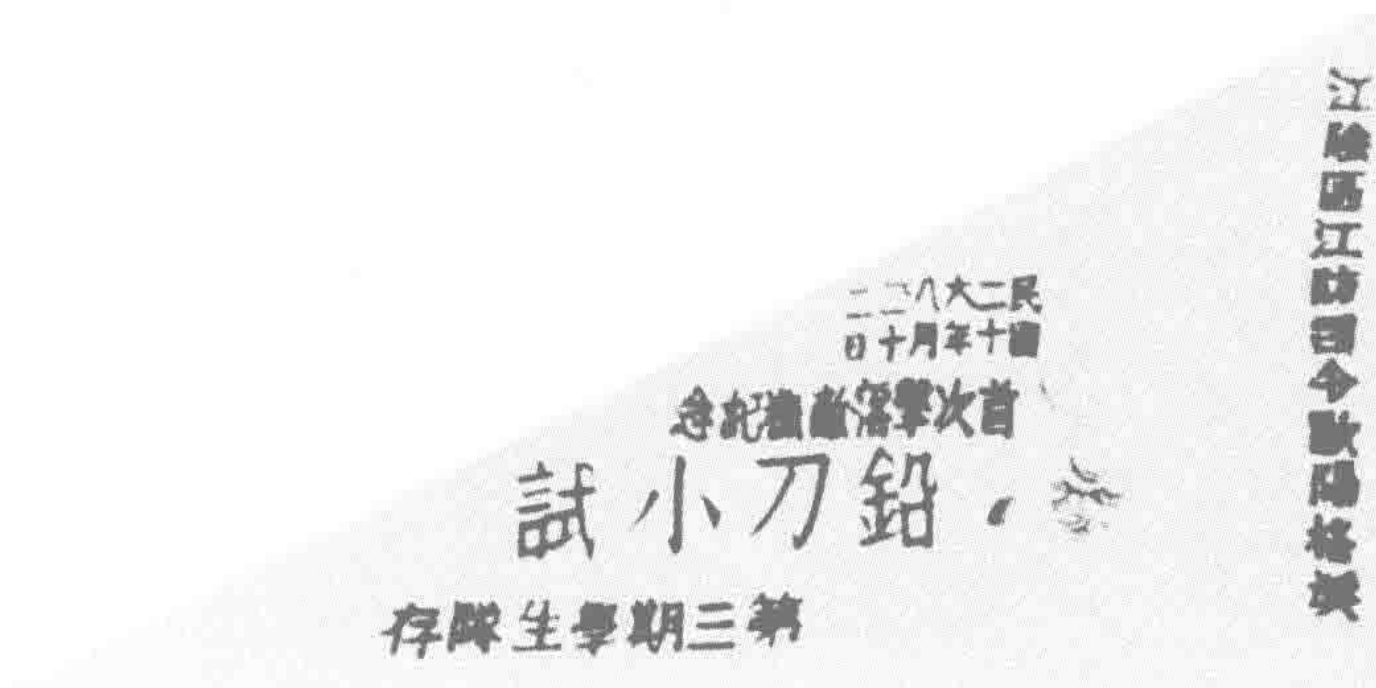 江陰區江防司令歐陽格獎
民國二十六年八月二十二日
首次擊落敵機紀念
鉛刀小試
第三期學生隊存